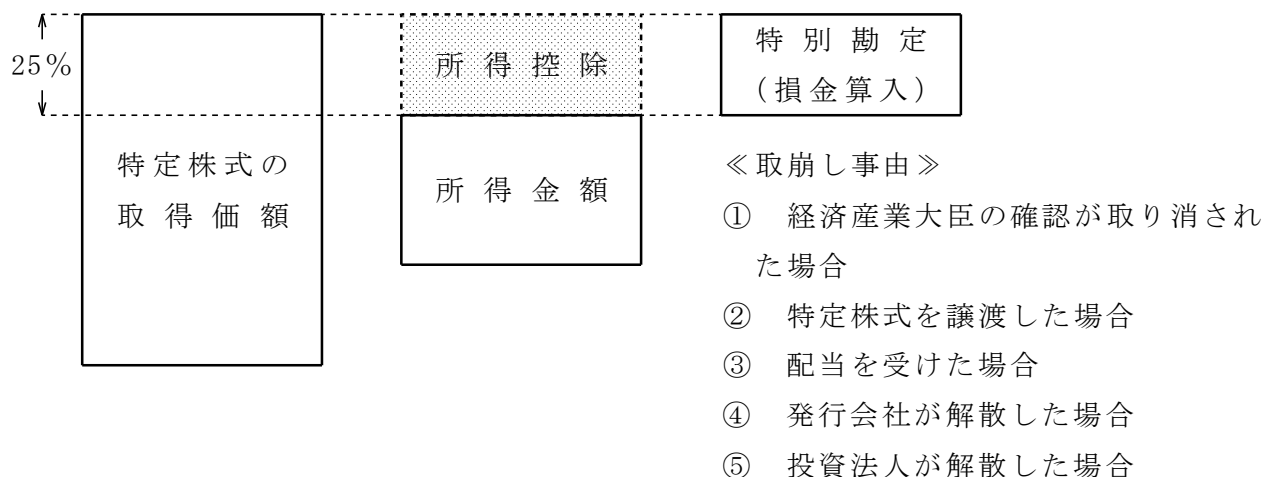 25%
特定株式の
取得価額
所得控除
所得金額
特別勘定
(損金算入)
≪取崩し事由≫
① 経済産業大臣の確認が取り消され
た場合
② 特定株式を譲渡した場合
③ 配当を受けた場合
④ 発行会社が解散した場合
⑤ 投資法人が解散した場合